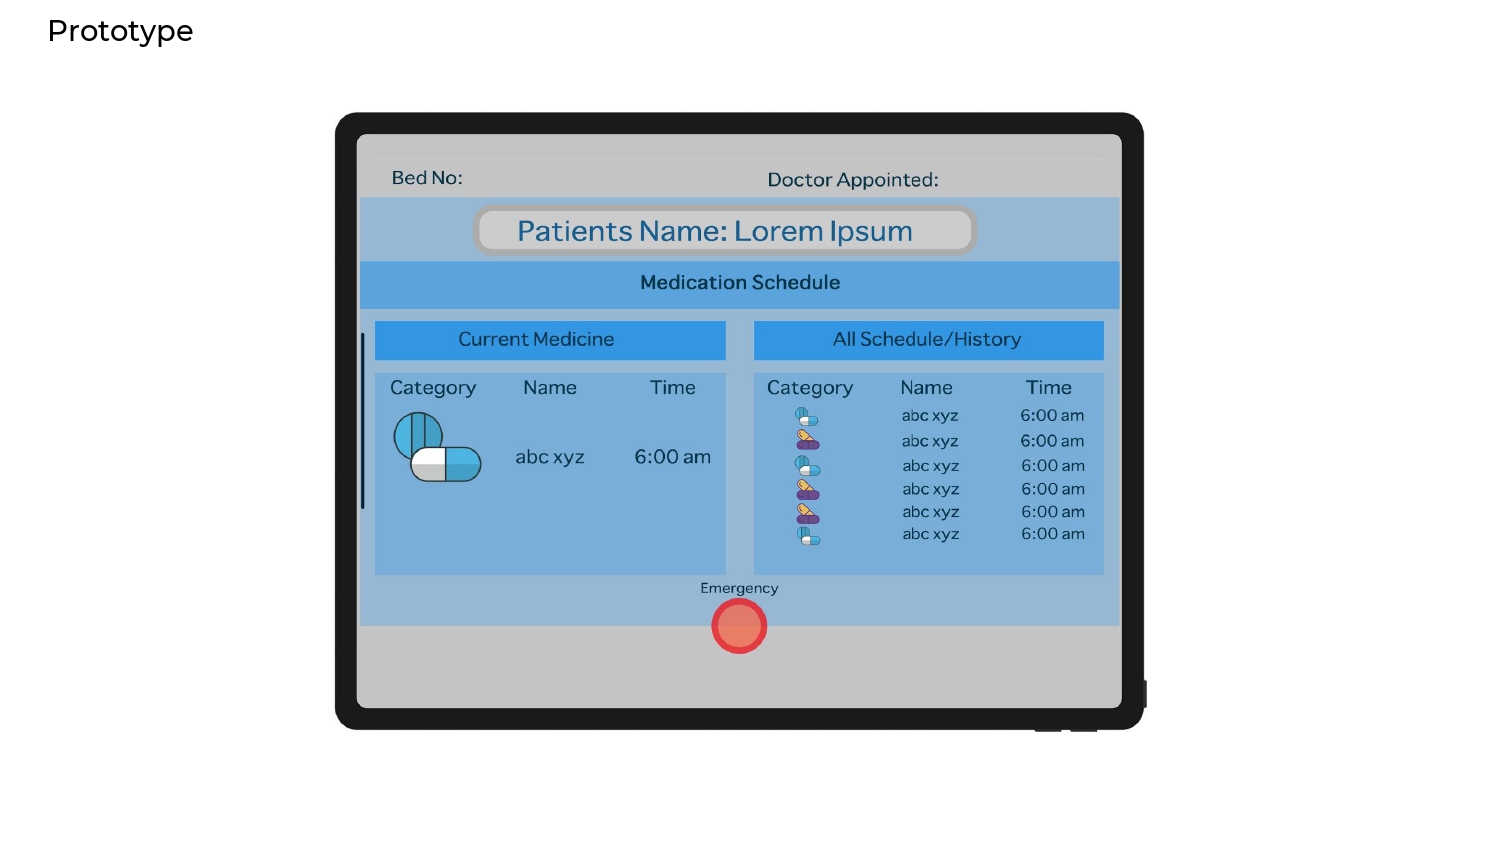 Prototype
Bed No:
Doctor Appointed:
Patients Name: Lorem Ipsum
Medication Schedule
Current Medicine
Category Name Time
abc xyz 6:00 am
All Schedule/History
Category Name Time
abc xyz 6:00 am
abc xyz 6:00 am
abc xyz 6:00 am
abc xyz 6:00 am
abc xyz 6:00 am
abc xyz 6:00 am
Emergency